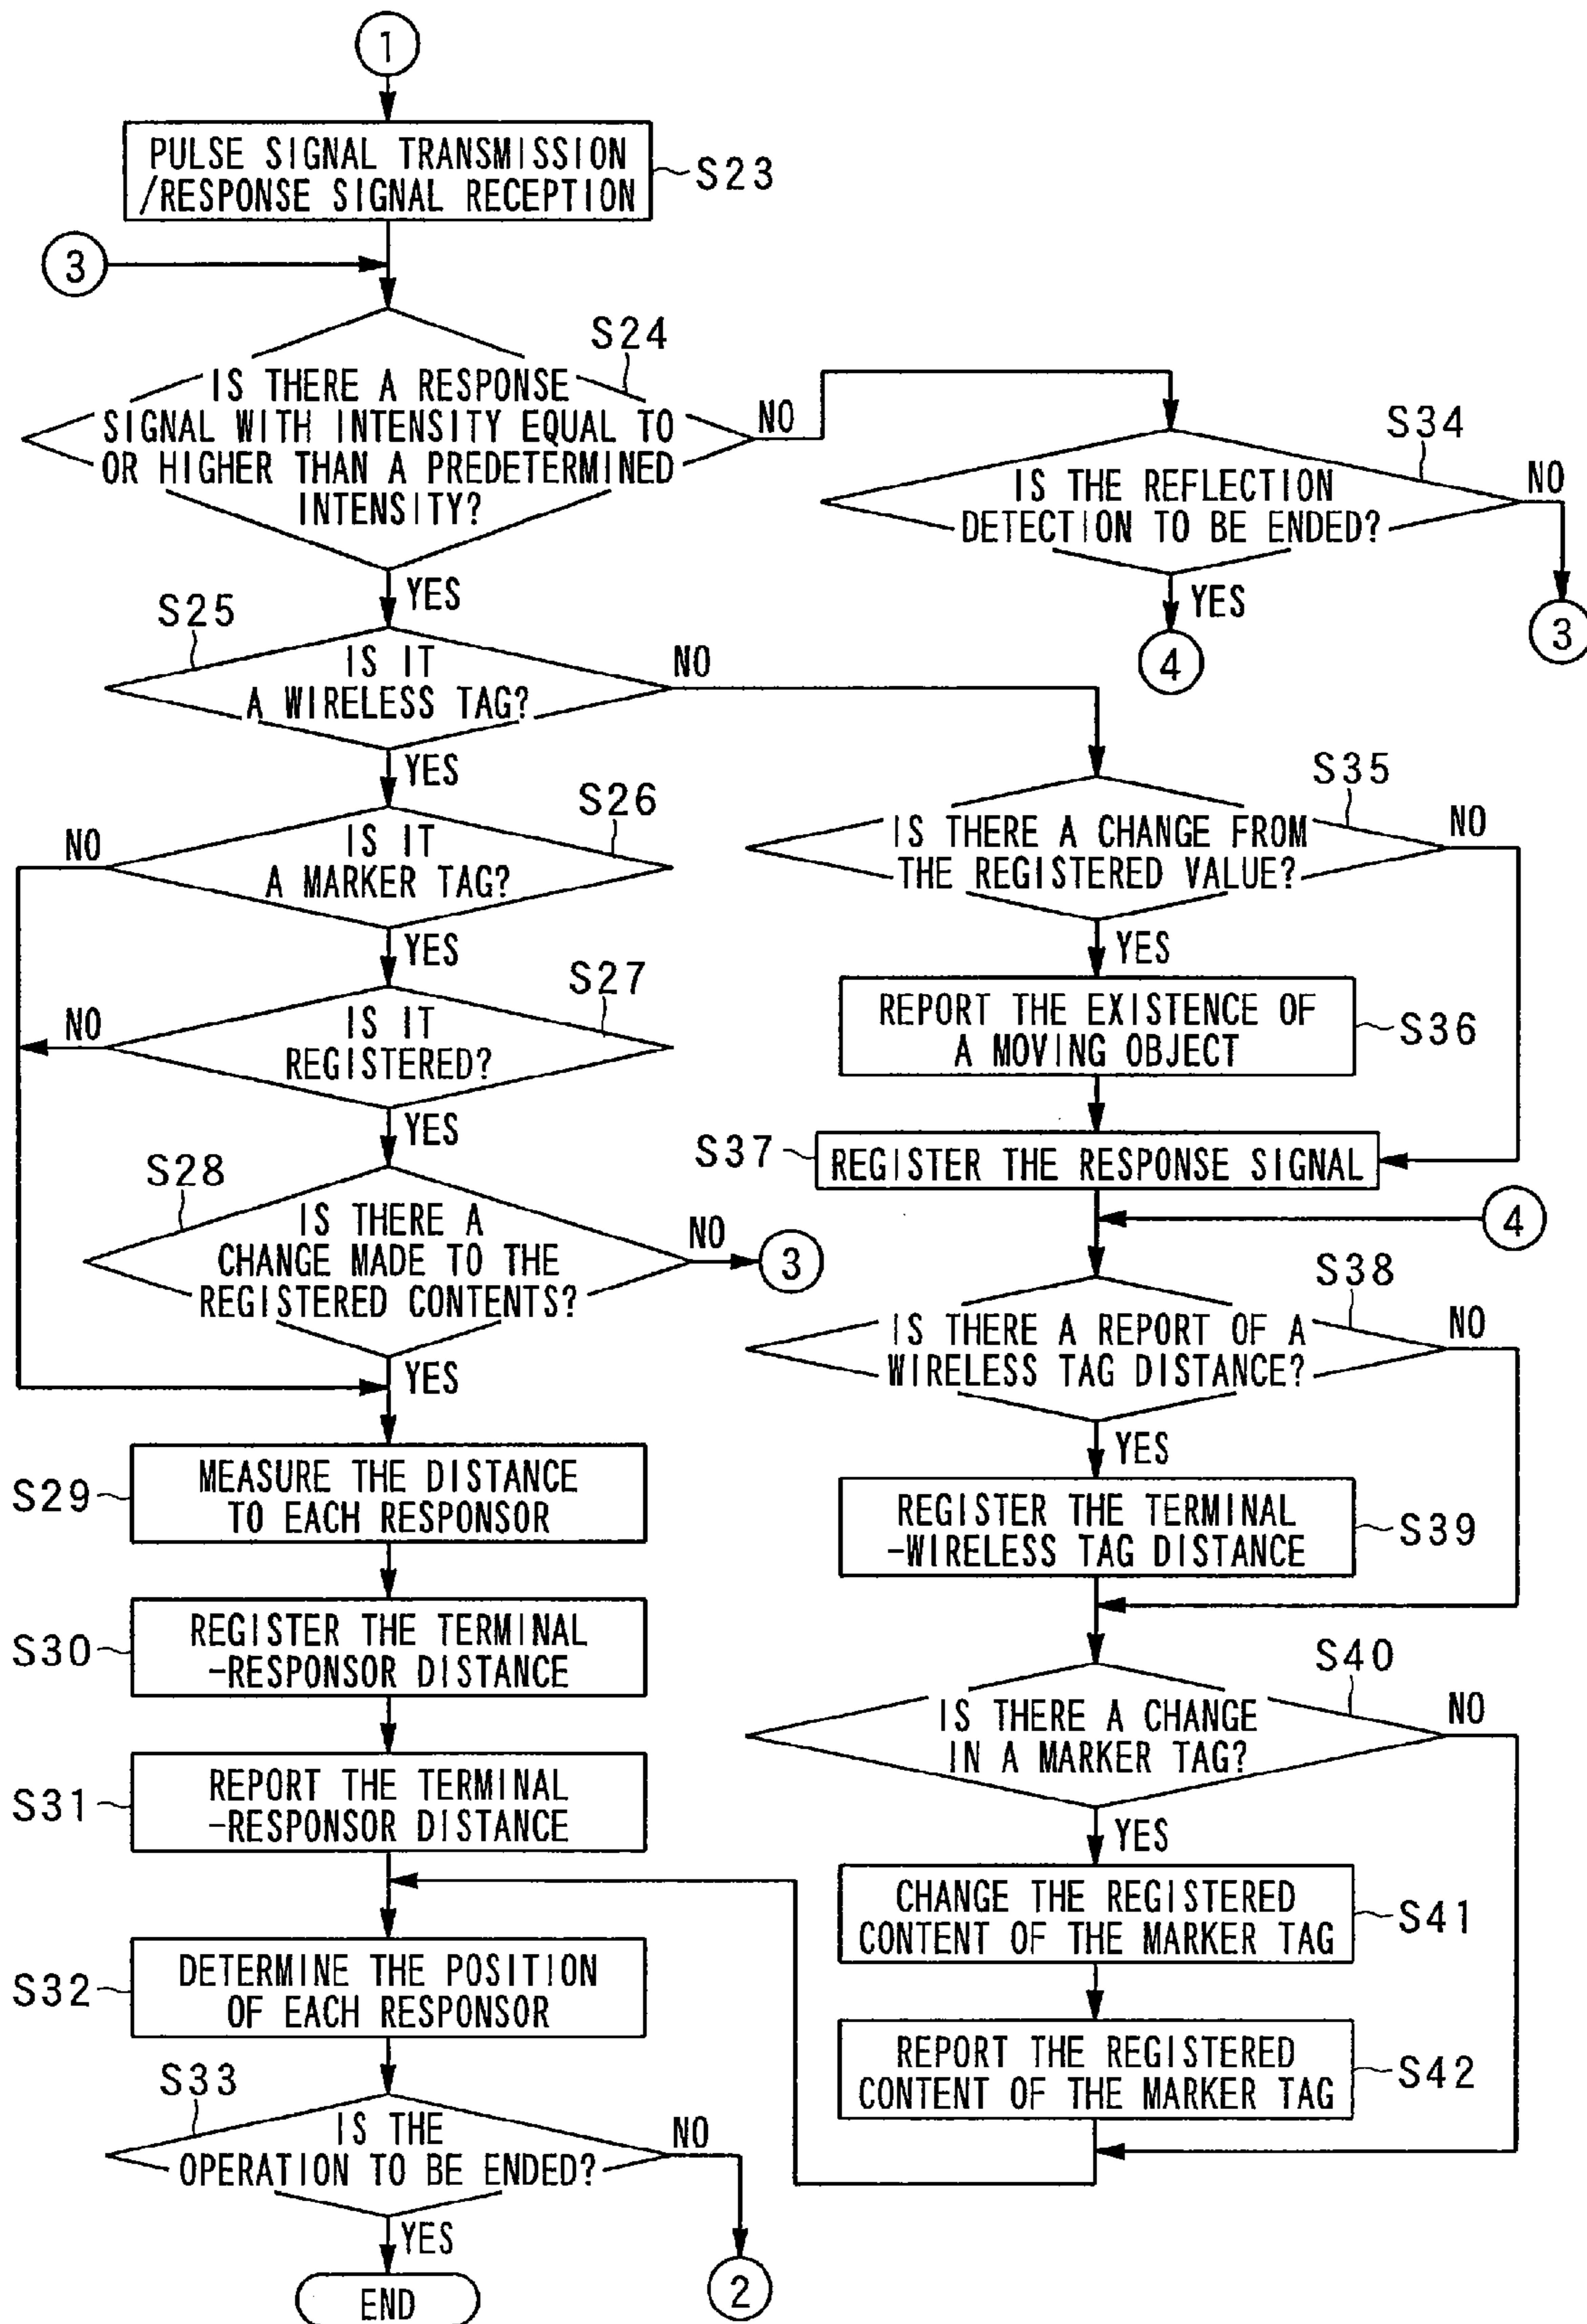 1
PULSE SIGNAL TRANSMISSION
/RESPONSE SIGNAL RECEPTION
S23
3
S24
IS THERE A RESPONSE
SIGNAL WITH INTENSITY EQUAL TO
OR HIGHER THAN A PREDETERMINED
INTENSITY?
NO
YES
S34
IS THE REFLECTION
DETECTION TO BE ENDED?
NO
YES
3
4
S25
IS IT
A WIRELESS TAG?
NO
YES
S26
IS IT
A MARKER TAG?
NO
YES
S27
IS IT
REGISTERED?
NO
YES
S28
IS THERE A
CHANGE MADE TO THE
REGISTERED CONTENTS?
NO
3
YES
S29
MEASURE THE DISTANCE
TO EACH RESPONSOR
S30
REGISTER THE TERMINAL
-RESPONSOR DISTANCE
S31
REPORT THE TERMINAL
-RESPONSOR DISTANCE
S32
DETERMINE THE POSITION
OF EACH RESPONSOR
S33
IS THE
OPERATION TO BE ENDED?
NO
2
YES
END
S35
IS THERE A CHANGE FROM
THE REGISTERED VALUE?
NO
YES
REPORT THE EXISTENCE OF
A MOVING OBJECT
S36
S37
REGISTER THE RESPONSE SIGNAL
4
S38
IS THERE A REPORT OF A
WIRELESS TAG DISTANCE?
NO
YES
REGISTER THE TERMINAL
-WIRELESS TAG DISTANCE
S39
S40
IS THERE A CHANGE
IN A MARKER TAG?
NO
YES
CHANGE THE REGISTERED
CONTENT OF THE MARKER TAG
S41
REPORT THE REGISTERED
CONTENT OF THE MARKER TAG
S42